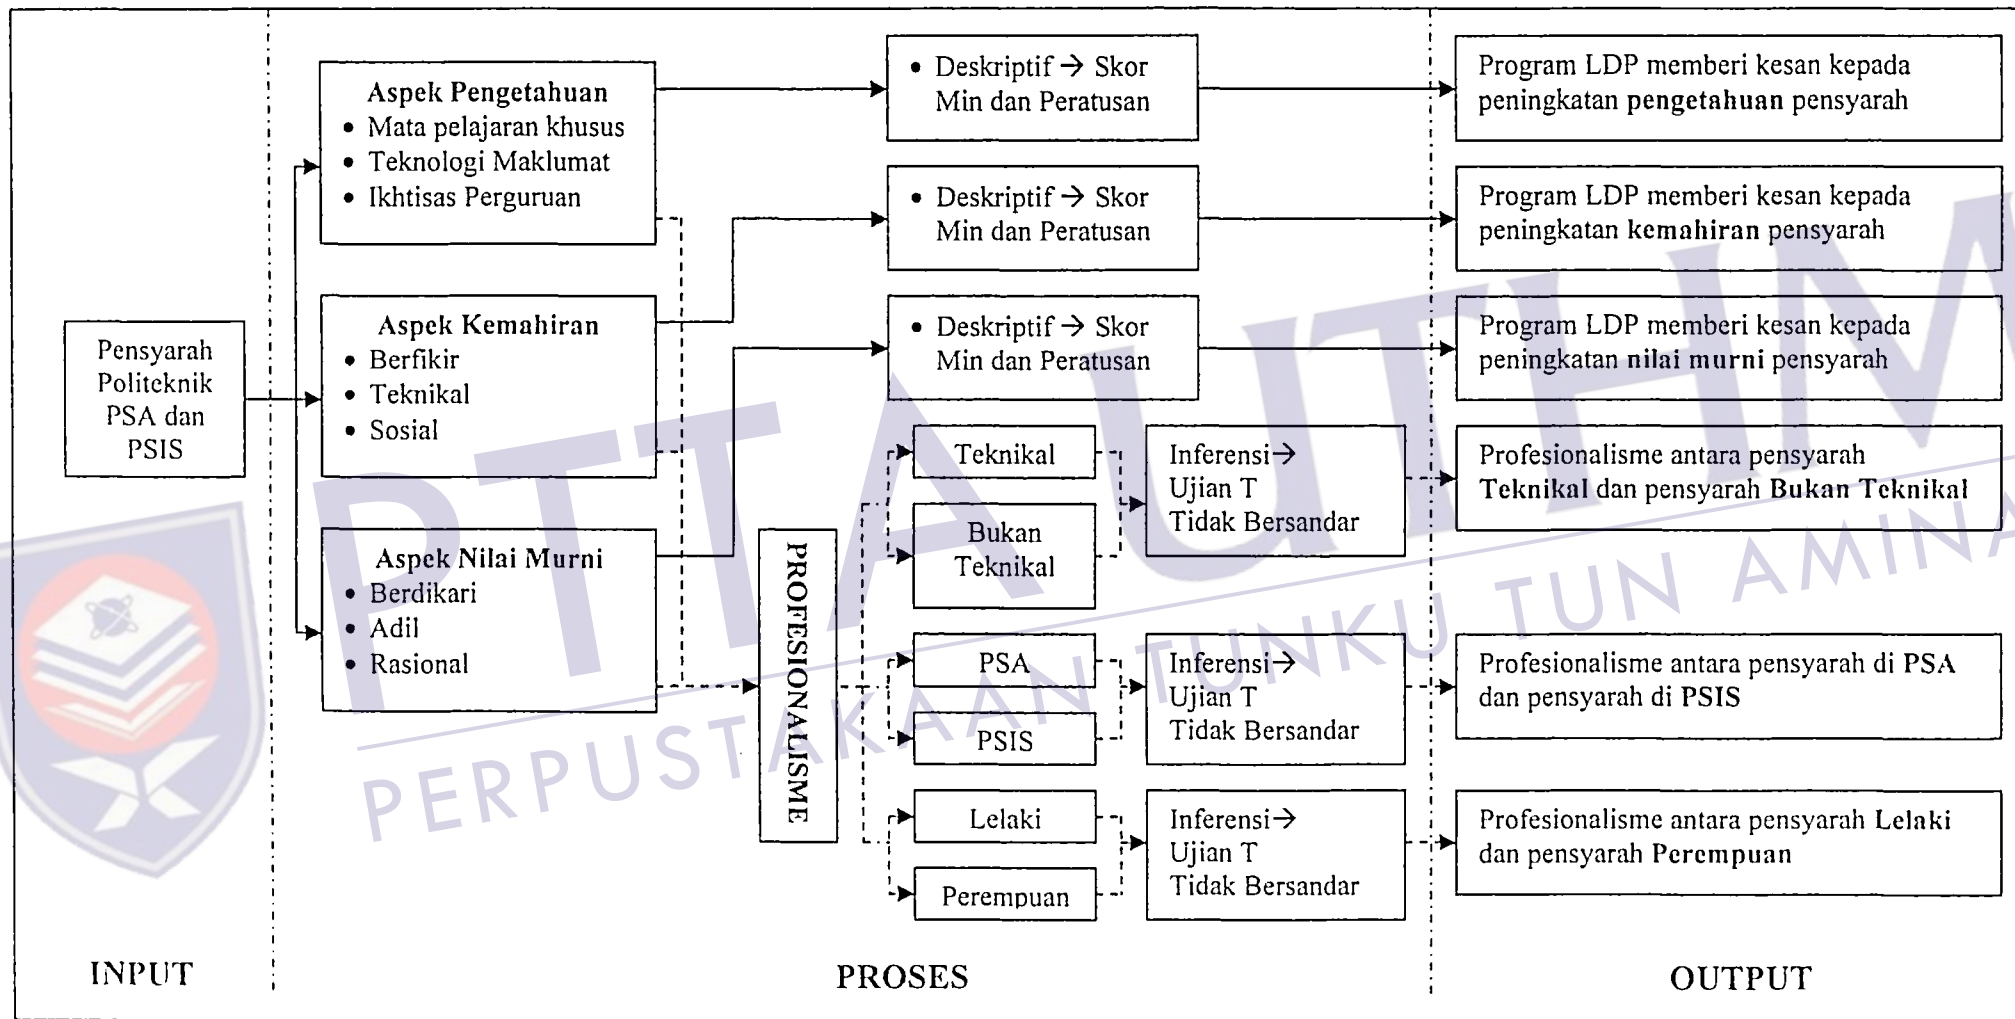 Pensyarah
Politeknik
PSA dan
PSIS
Aspek Pengetahuan
• Mata pelajaran khusus
• Teknologi Maklumat
• Ikhtisas Perguruan
Aspek Kemahiran
• Berfikir
• Teknikal
• Sosial
Aspek Nilai Murni
• Berdikari
• Adil
• Rasional
• Deskriptif → Skor
Min dan Peratusan
• Deskriptif → Skor
Min dan Peratusan
• Deskriptif → Skor
Min dan Peratusan
PROFESIONALISME
Teknikal
Bukan
Teknikal
PSA
PSIS
Lelaki
Perempuan
Inferensi→
Ujian T
Tidak Bersandar
Inferensi→
Ujian T
Tidak Bersandar
Inferensi→
Ujian T
Tidak Bersandar
Program LDP memberi kesan kepada
peningkatan pengetahuan pensyarah
Program LDP memberi kesan kepada
peningkatan kemahiran pensyarah
Program LDP memberi kesan kepada
peningkatan nilai murni pensyarah
Profesionalisme antara pensyarah
Teknikal dan pensyarah Bukan Teknikal
Profesionalisme antara pensyarah di PSA
dan pensyarah di PSIS
Profesionalisme antara pensyarah Lelaki
dan pensyarah Perempuan
INPUT
PROSES
OUTPUT
PTTA UTHM
PERPUSTAKAAN TUNKU TUN AMINA